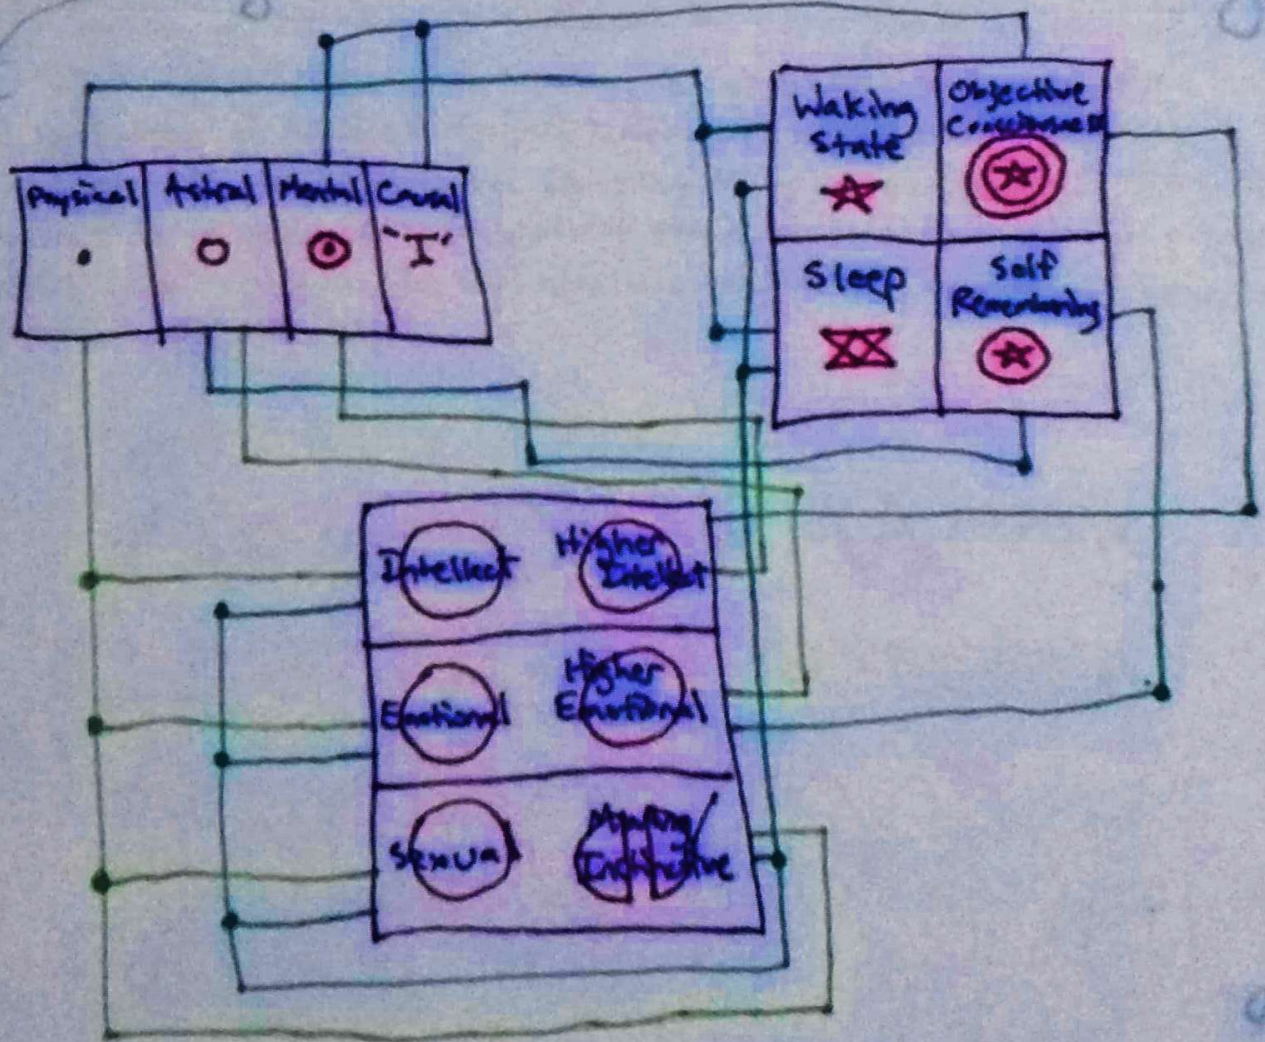 Physical
Astral
Mental
Causal
"I"
Waking
State
Objective
Consciousness
Sleep
Self
Remembering
Intellect
Higher
Intellect
Emotional
Higher
Emotional
Sexual
Moving/
Instinctive